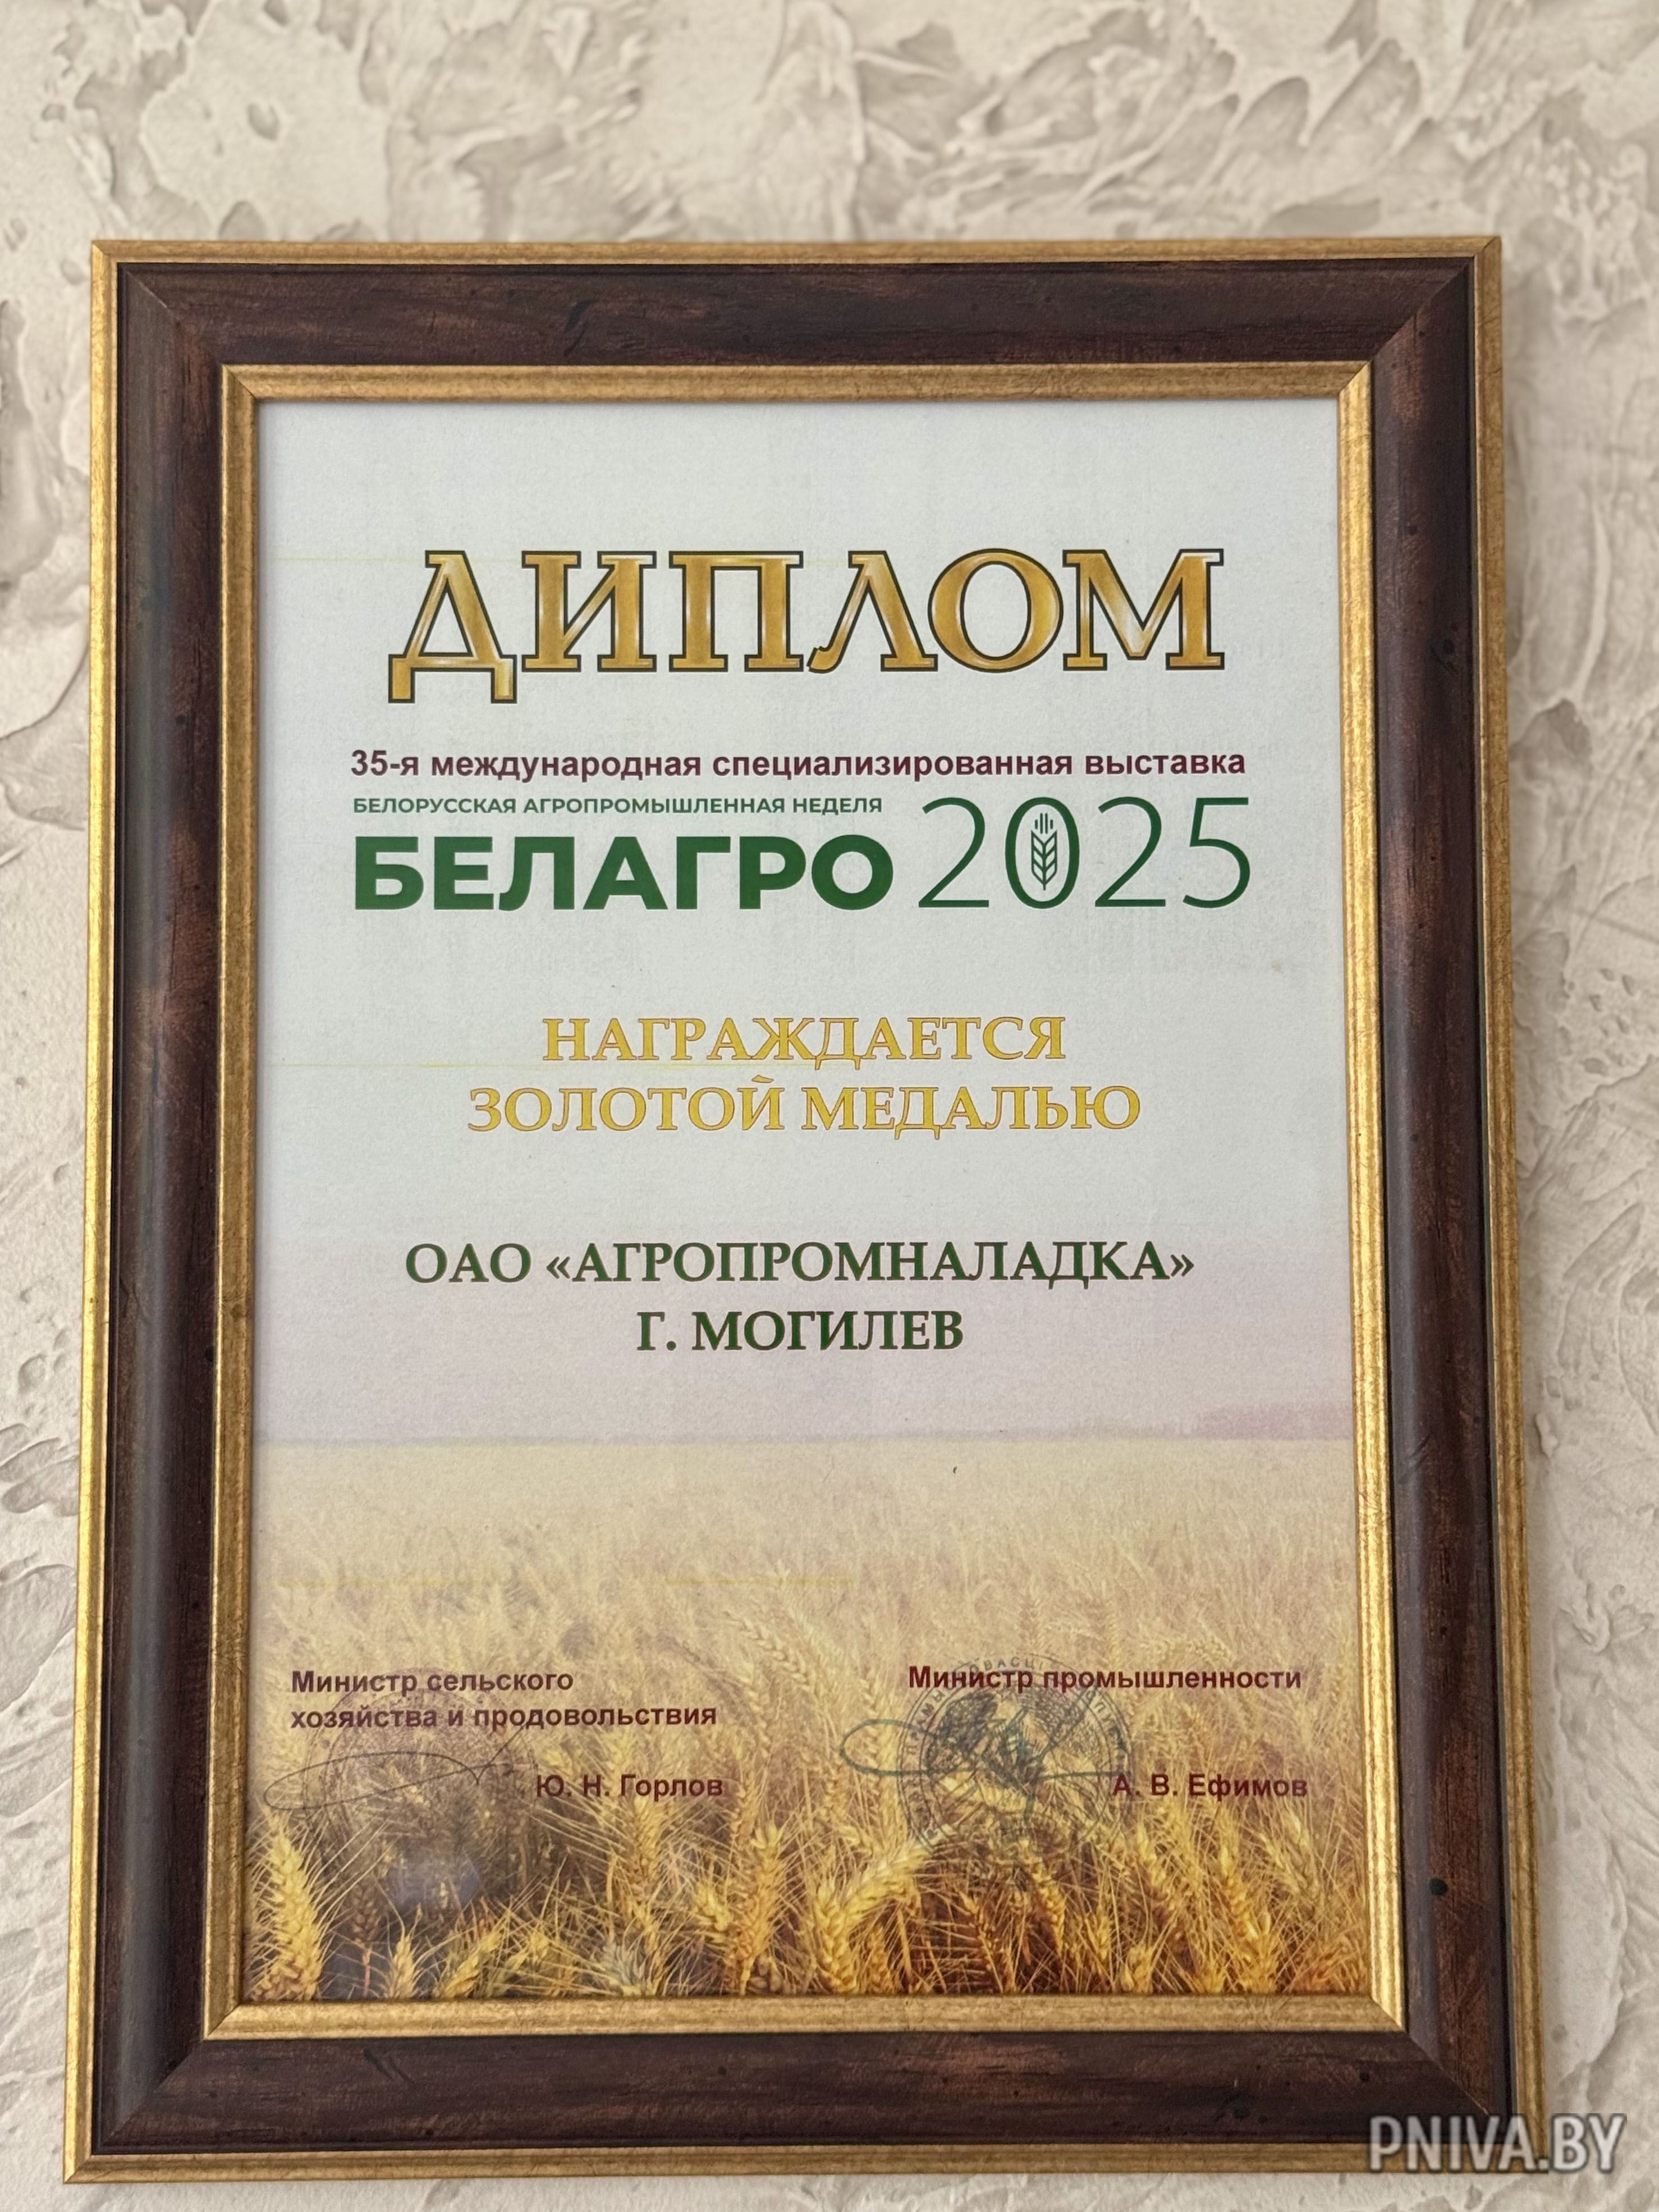 ДИПЛОМ
35-я международная специализированная выставка
БЕЛОРУССКАЯ АГРОПРОМЫШЛЕННАЯ НЕДЕЛЯ
БЕЛАГРО 2025
НАГРАЖДАЕТСЯ
ЗОЛОТОЙ МЕДАЛЬЮ
ОАО «АГРОПРОМНАЛАДКА»
Г. МОГИЛЕВ
Министр сельского
хозяйства и продовольствия
Ю. Н. Горлов
Министр промышленности
А. В. Ефимов
PNIVA.BY